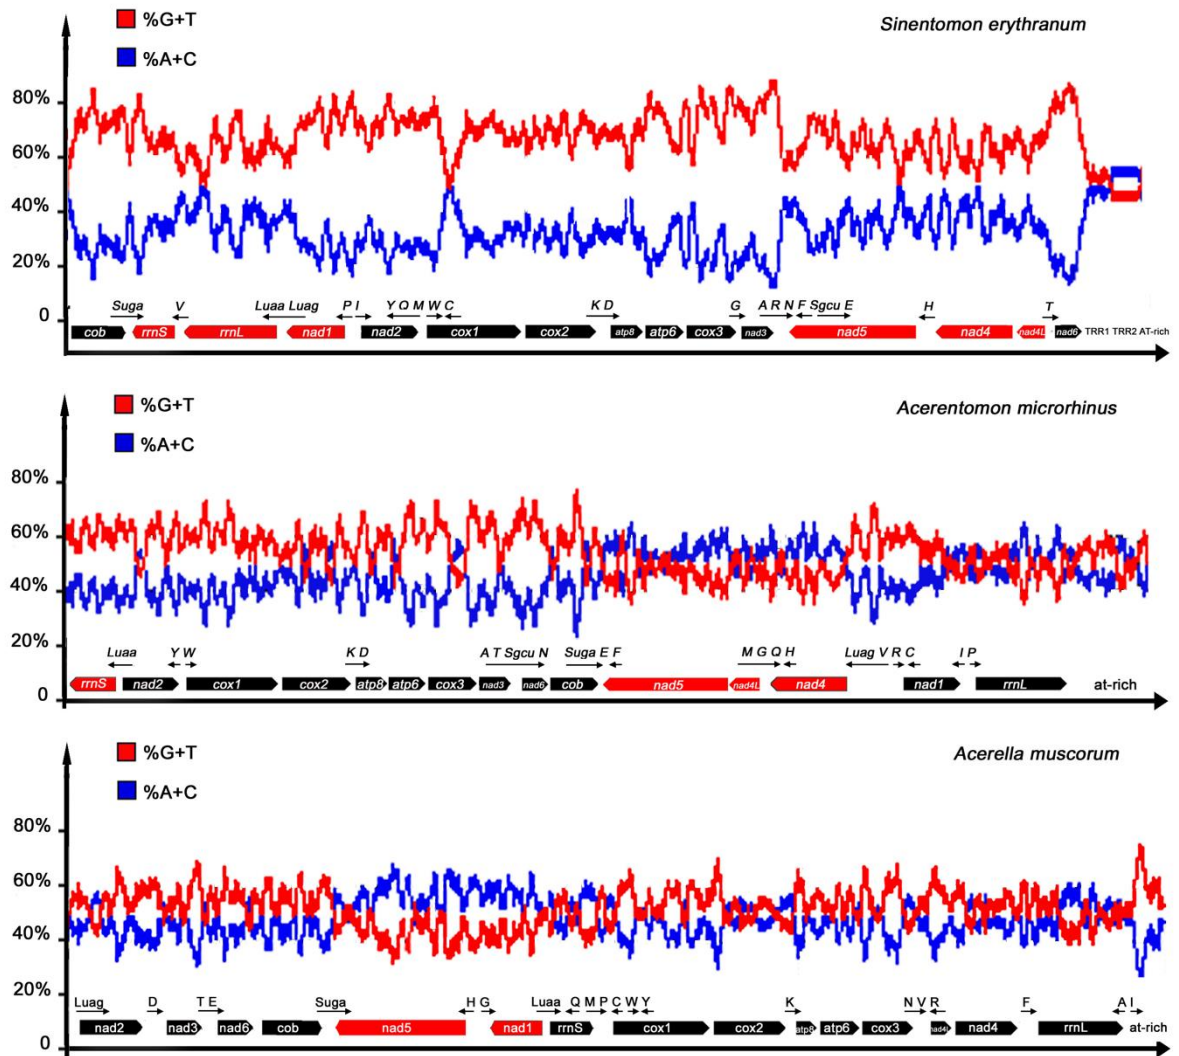 %G+T
Sinentomon erythranum
%A+C
80%
60%
40%
20%
Suga V Luaa Luag P I Y Q M W C K D G A R N F Sgcu E H T
0
cob rrnS rrnL nad1 nad2 cox1 cox2 atp8 atp6 cox3 nad3 nad5 nad4 nad4L nad6 TRR1 TRR2 AT-rich
%G+T
Acerentomon microrhinus
%A+C
80%
60%
40%
20%
Luaa Y W K D A T Sgcu N Suga E F M G Q H Luag V R C I P
rrnS nad2 cox1 cox2 atp8 atp6 cox3 nad3 nad6 cob nad5 nad4L nad4 nad1 rrnL at-rich
0
%G+T
Acerella muscorum
%A+C
80%
60%
40%
20%
Luag D T E Suga H G Luaa Q M P C W Y K N V R F A I
nad2 nad3 nad6 cob nad5 nad1 rrnS cox1 cox2 atp8 atp6 cox3 nad4L nad4 rrnL at-rich
0